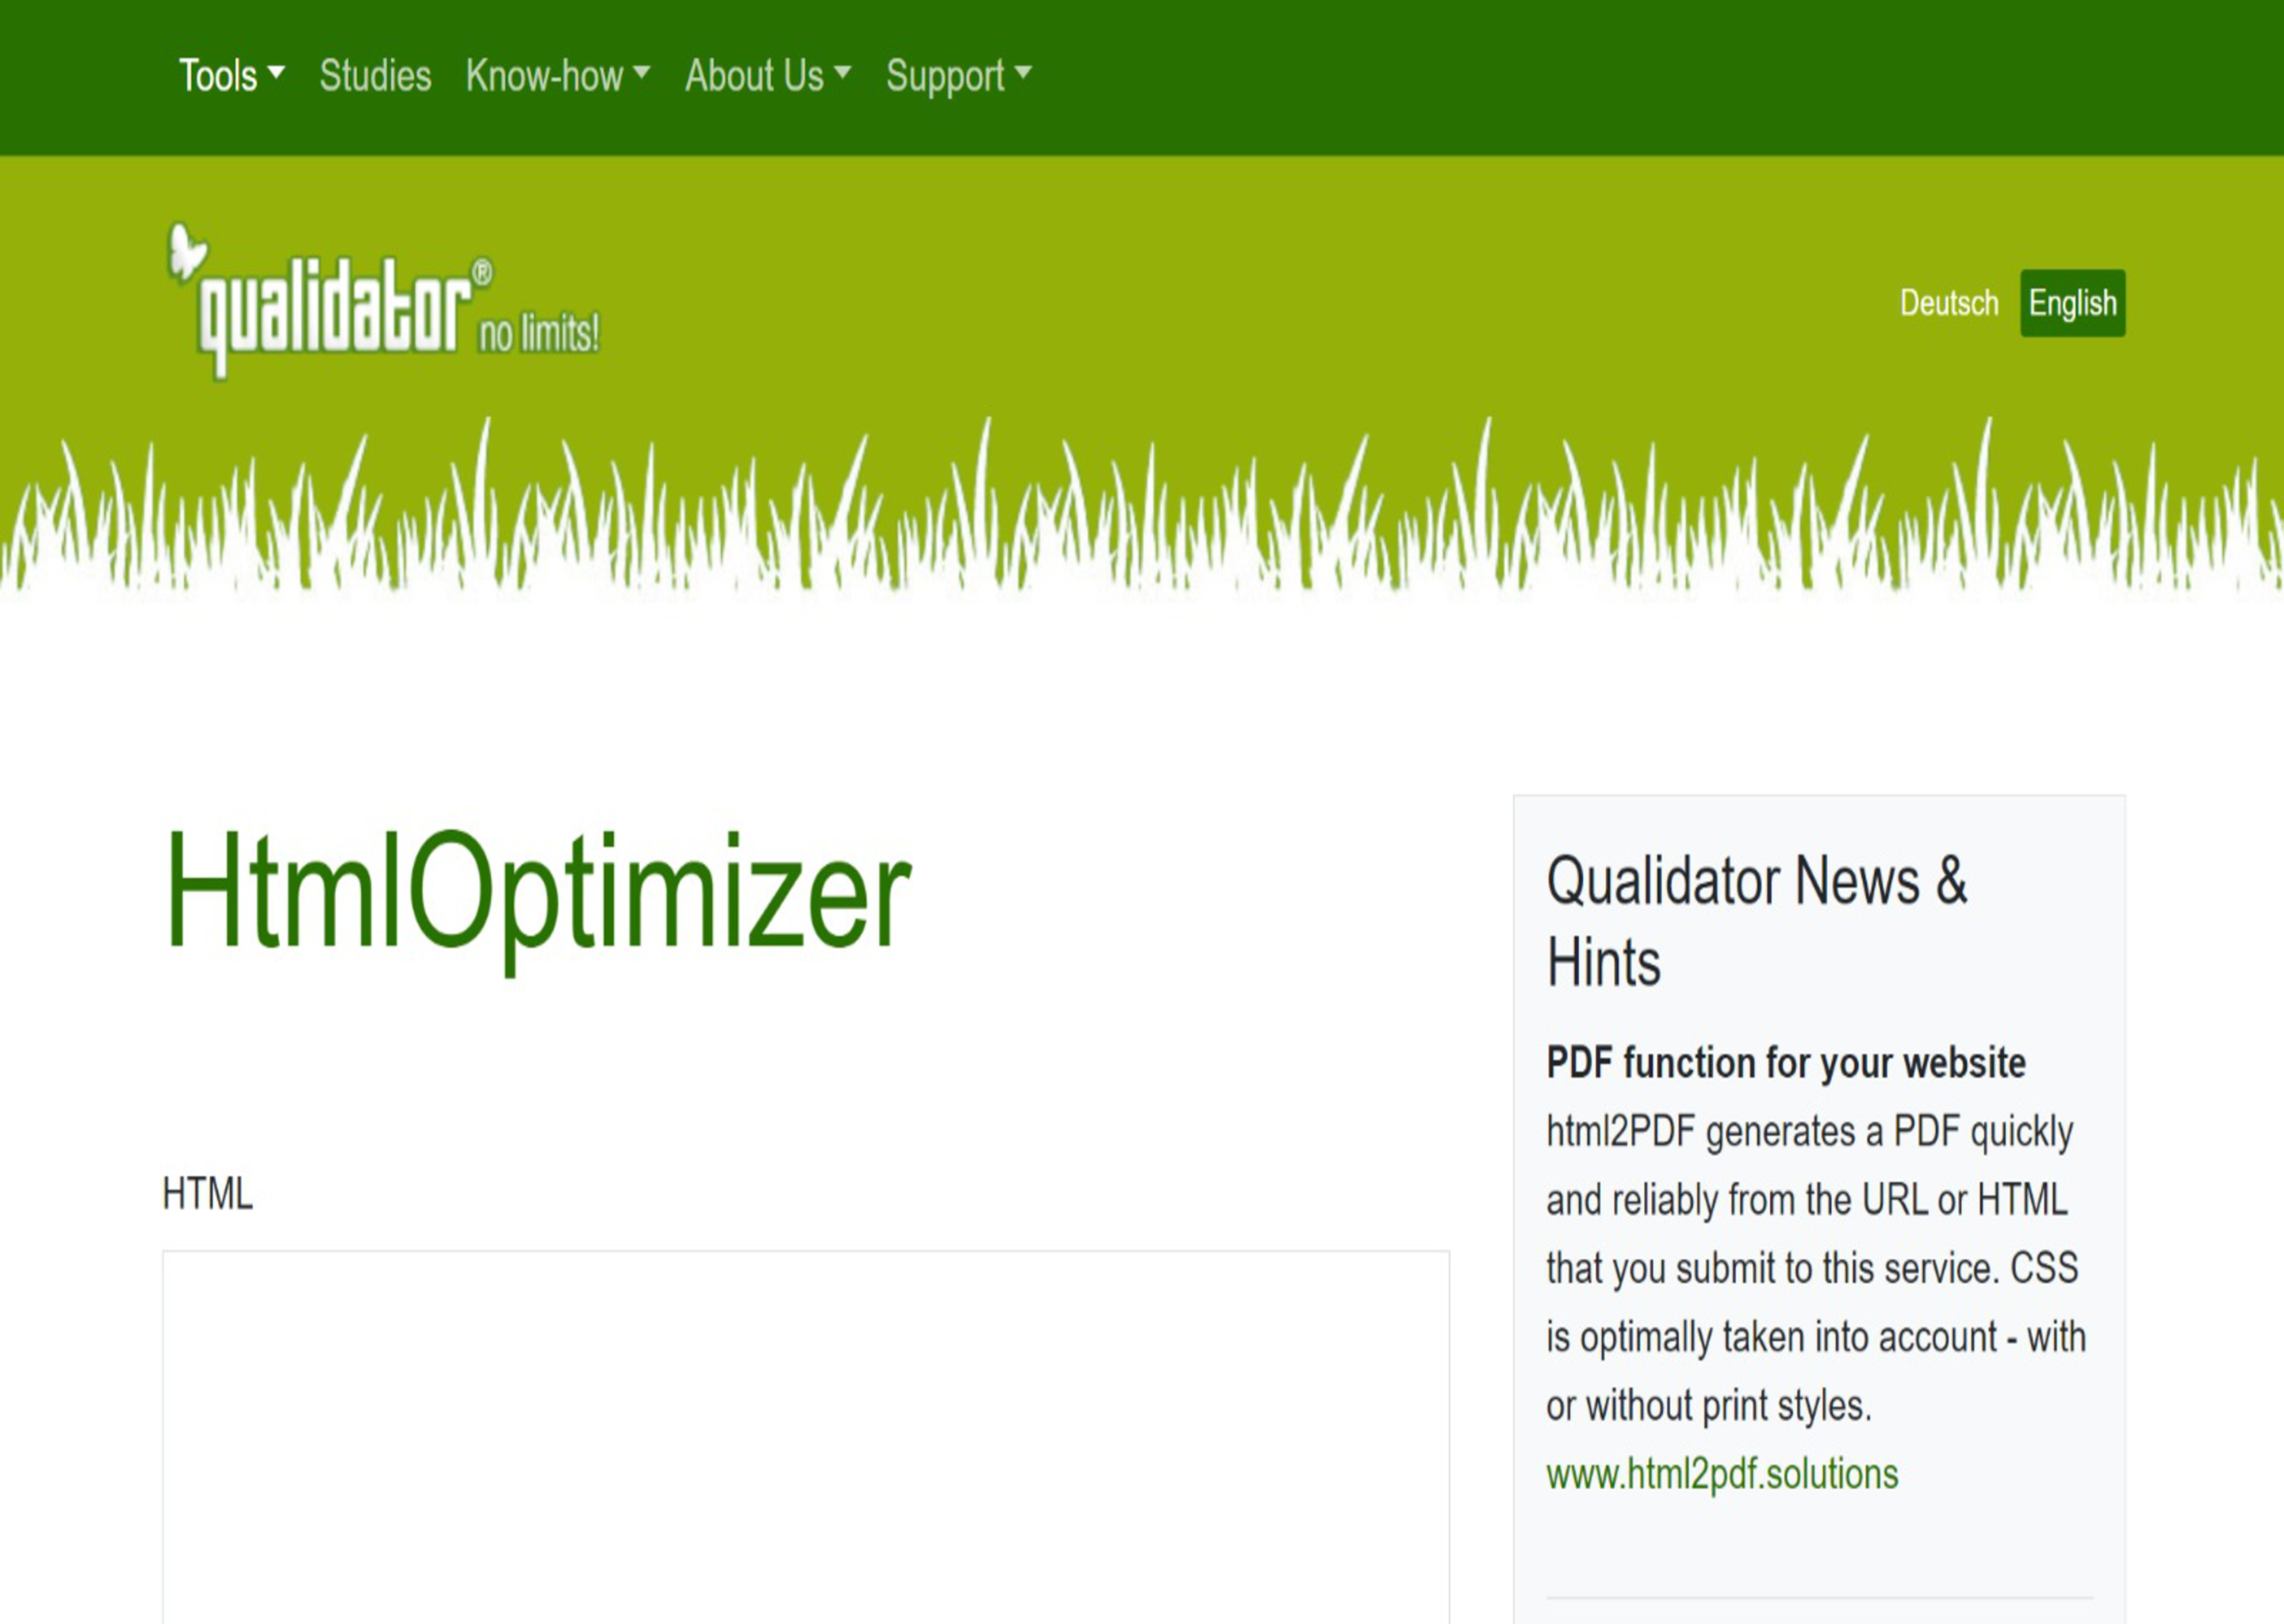 Tools Studies Know-how About Us Support
qualidator® no limits!
Deutsch English
HtmlOptimizer
HTML
Qualidator News &
Hints
PDF function for your website
html2PDF generates a PDF quickly
and reliably from the URL or HTML
that you submit to this service. CSS
is optimally taken into account - with
or without print styles.
www.html2pdf.solutions